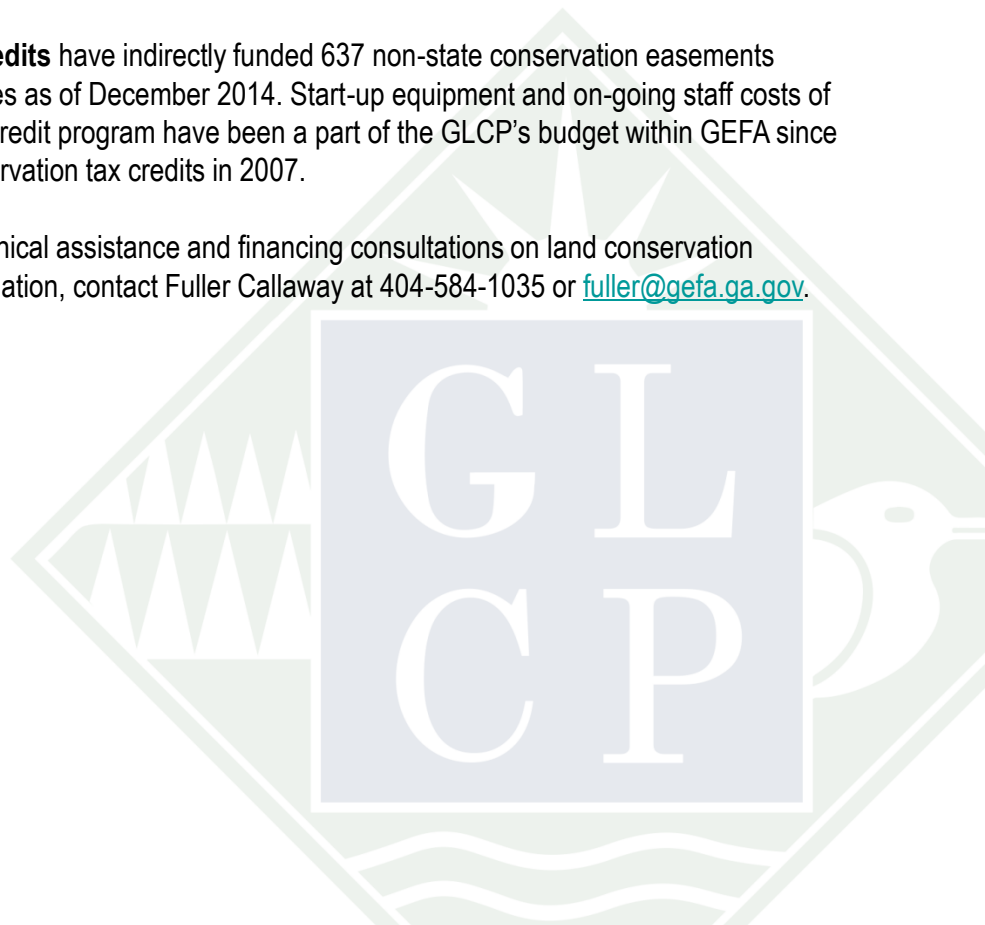 edits have indirectly funded 637 non-state conservation easements
es as of December 2014. Start-up equipment and on-going staff costs of
redit program have been a part of the GLCP’s budget within GEFA since
rvation tax credits in 2007.
nical assistance and financing consultations on land conservation
ation, contact Fuller Callaway at 404-584-1035 or fuller@gefa.ga.gov.
G L
C P